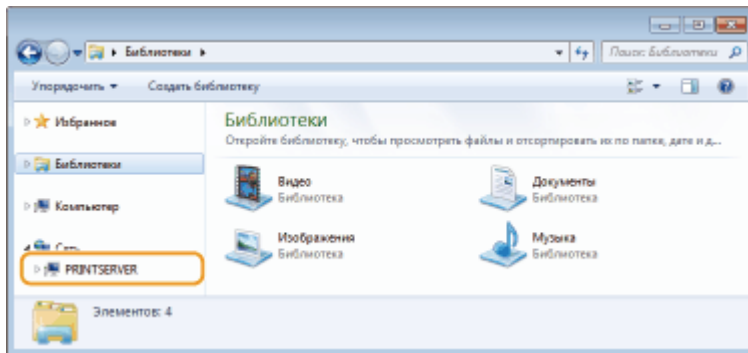 Библиотеки
Поиск: Библиотеки
Упорядочить
Создать библиотеку
Избранное
Библиотеки
Компьютер
Сеть
PRINTSERVER
Библиотеки
Откройте библиотеку, чтобы просмотреть файлы и отсортировать их по папке, дате и д...
Видео
Библиотека
Документы
Библиотека
Изображения
Библиотека
Музыка
Библиотека
Элементов: 4